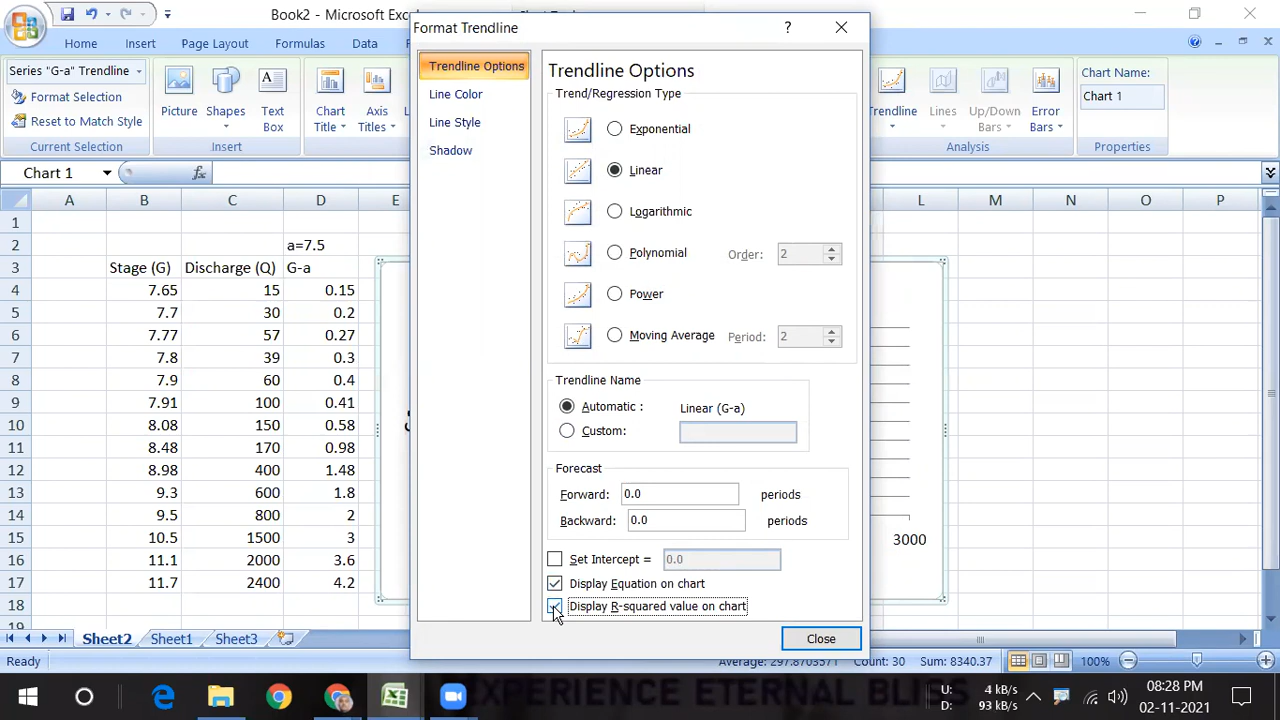 Book2 - Microsoft Exc
Format Trendline
?
Home Insert Page Layout Formulas Data
Series "G-a" Trendline
Format Selection
Reset to Match Style
Current Selection
Picture Shapes Text Box
Insert
Chart Title Axis Titles
Trendline Lines Up/Down Bars Error Bars
Analysis
Chart Name:
Chart 1
Properties
Chart 1 fx
Trendline Options
Line Color
Line Style
Shadow
Trendline Options
Trend/Regression Type
Exponential
Linear
Logarithmic
Polynomial Order: 2
Power
Moving Average Period: 2
Trendline Name
Automatic : Linear (G-a)
Custom:
Forecast
Forward: 0.0 periods
Backward: 0.0 periods
Set Intercept = 0.0
Display Equation on chart
Display R-squared value on chart
Close
A B C D E L M N O P
1
2 a=7.5
3 Stage (G) Discharge (Q) G-a
4 7.65 15 0.15
5 7.7 30 0.2
6 7.77 57 0.27
7 7.8 39 0.3
8 7.9 60 0.4
9 7.91 100 0.41
10 8.08 150 0.58
11 8.48 170 0.98
12 8.98 400 1.48
13 9.3 600 1.8
14 9.5 800 2
15 10.5 1500 3
16 11.1 2000 3.6
17 11.7 2400 4.2
18
3000
Sheet2 Sheet1 Sheet3
Ready
Count: 30 Sum: 8340.37
100%
EXPERIENCE ETERNAL BLISS
U: 4 kB/s
D: 93 kB/s
08:28 PM
02-11-2021